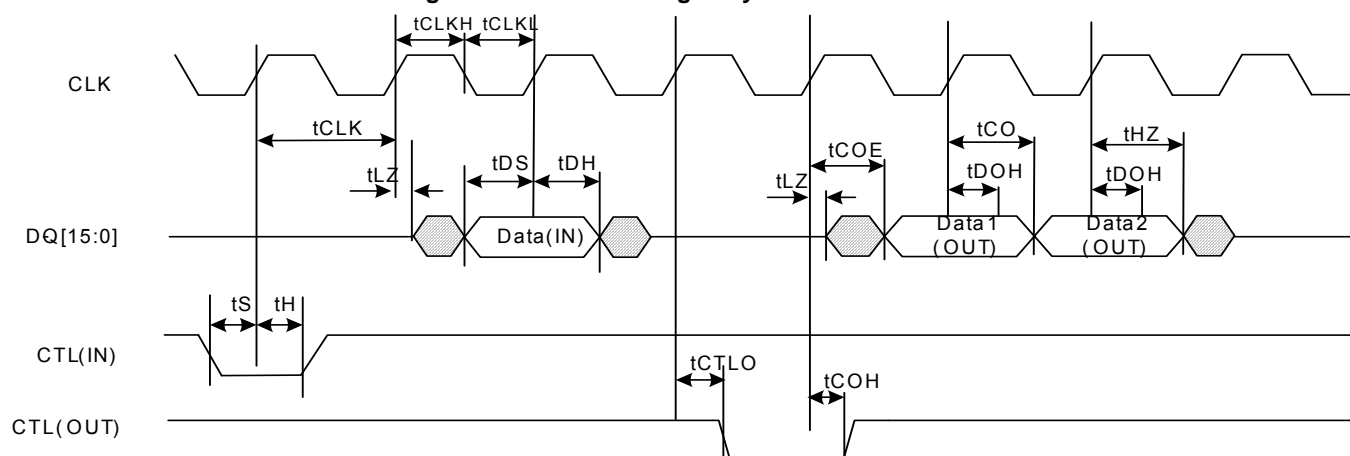 tCLKH tCLKL
CLK
tCLK
tCO
tHZ
tCOE
tDS
tDH
tLZ
tLZ
tDOH
tDOH
DQ[15:0]
Data(IN)
Data1
(OUT)
Data2
(OUT)
tS
tH
CTL(IN)
tCTLO
tCOH
CTL(OUT)